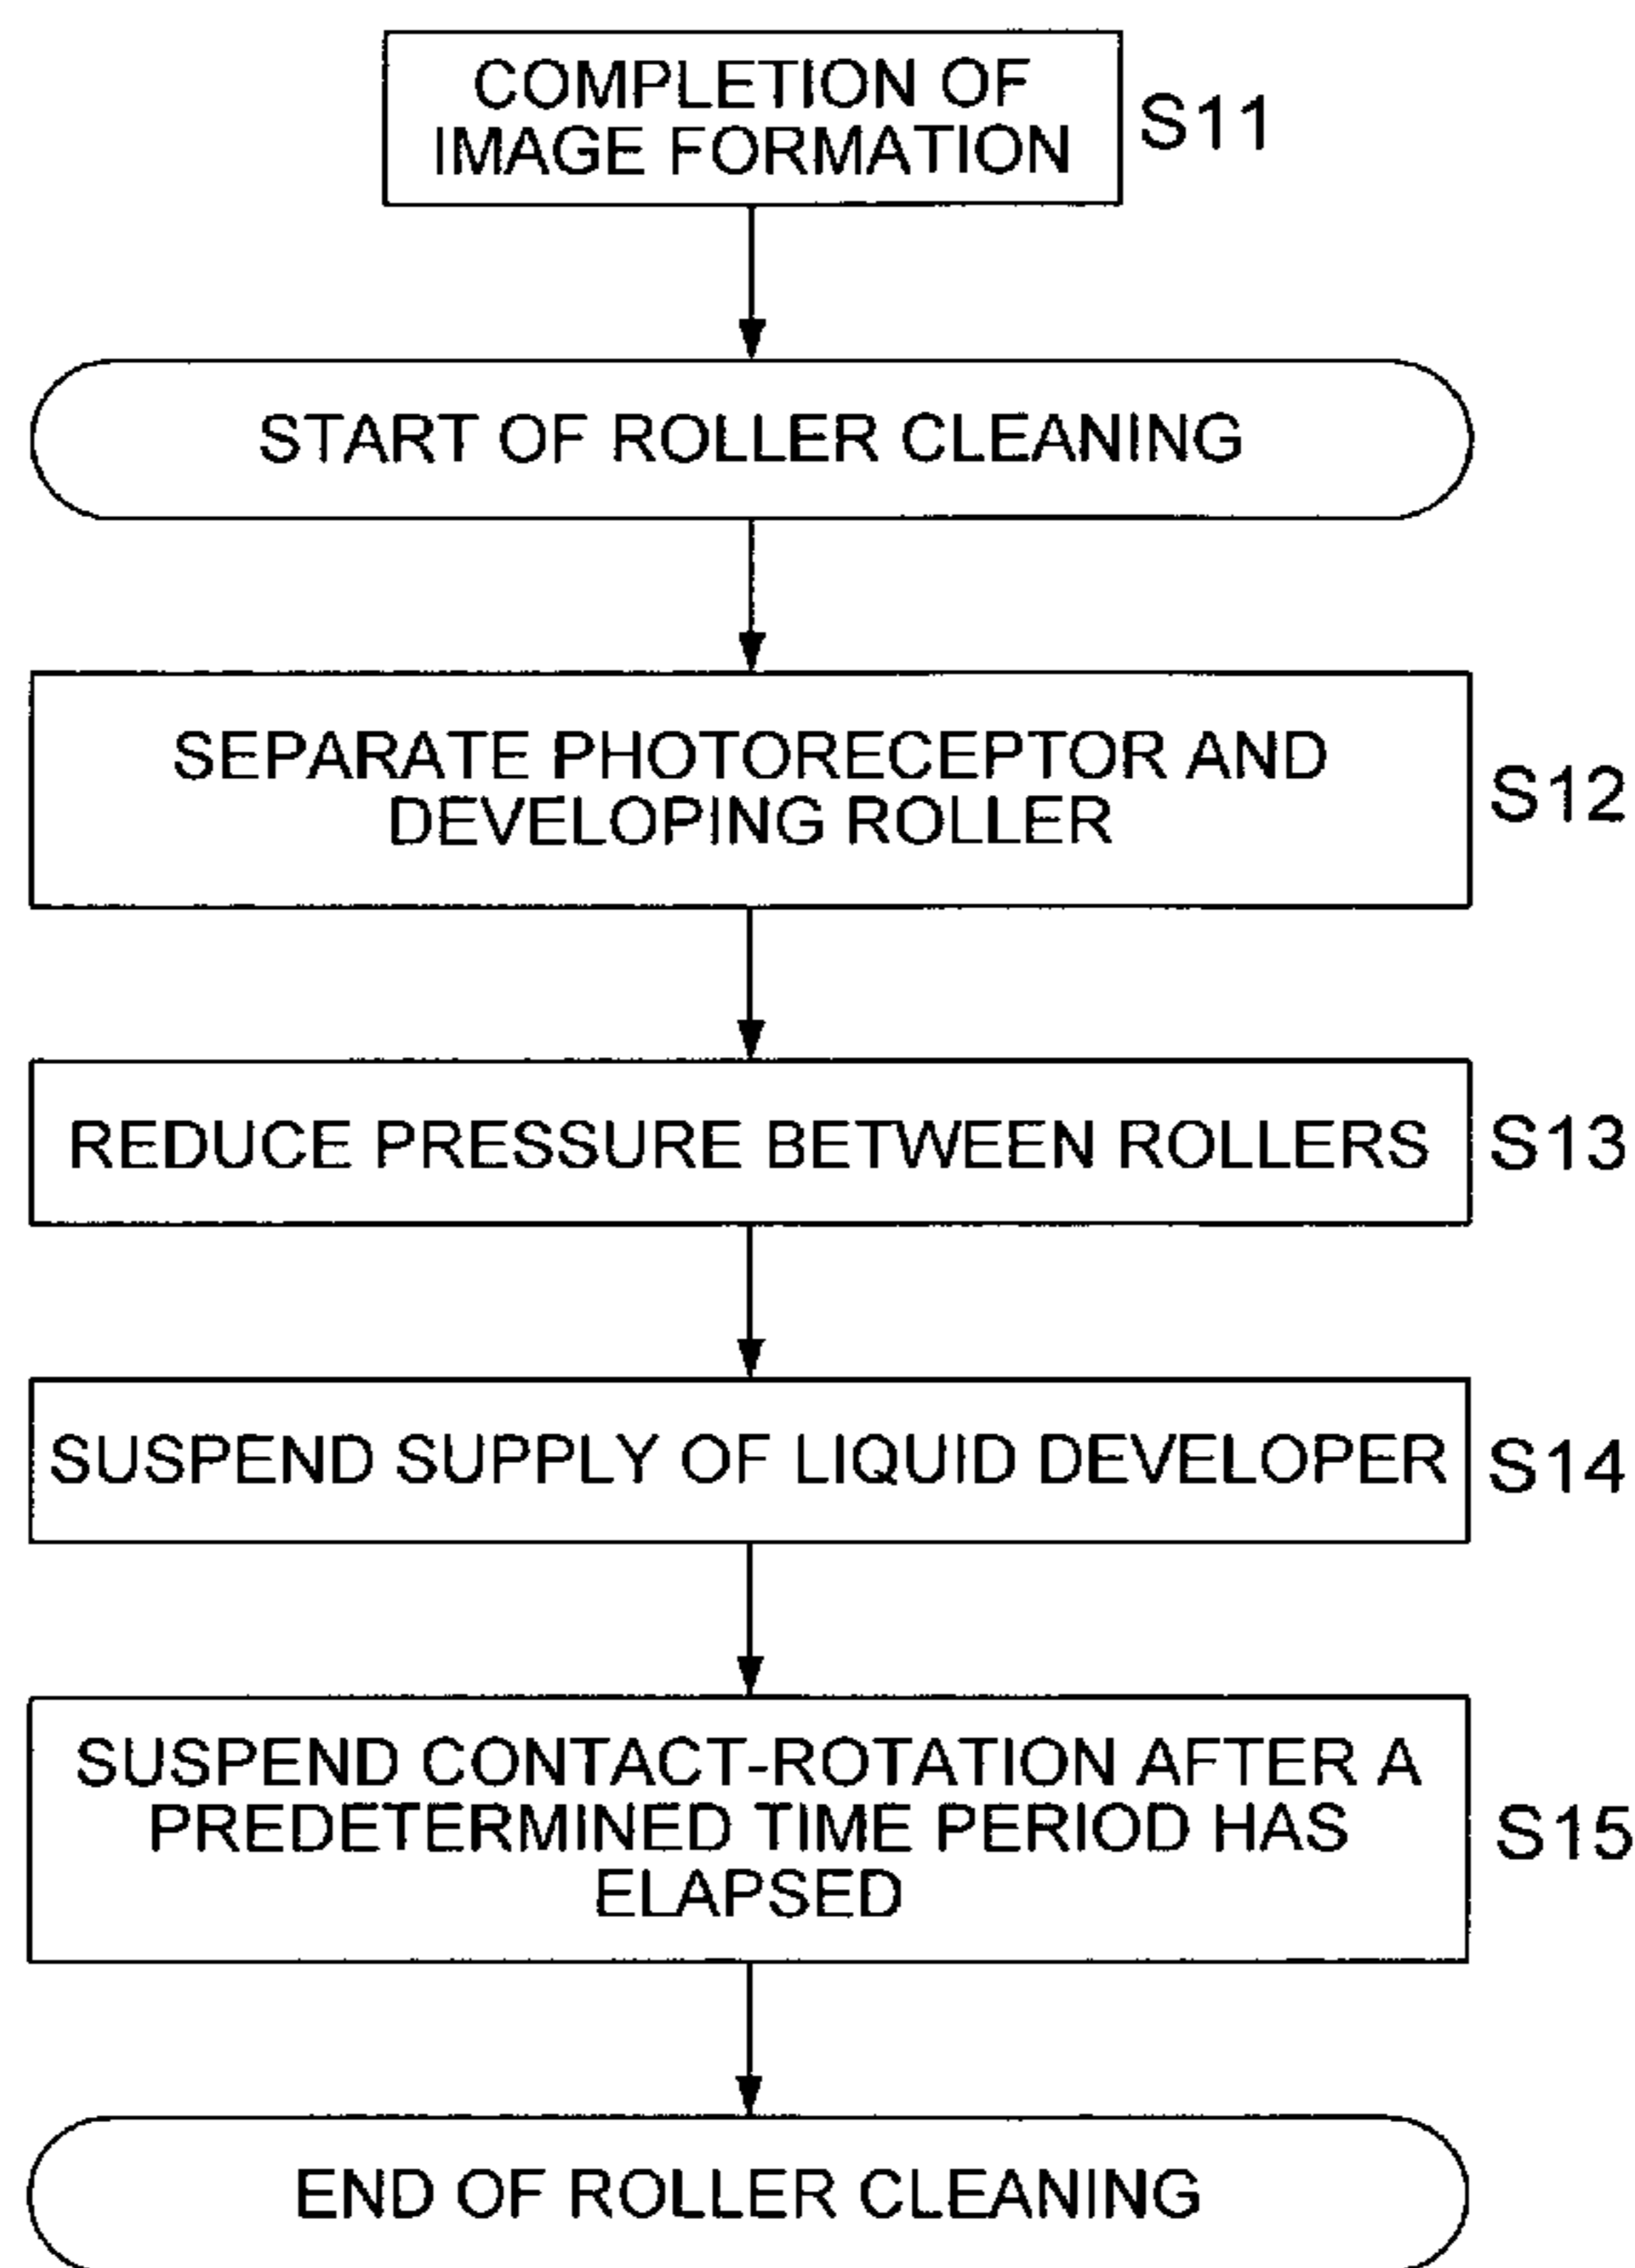 COMPLETION OF
IMAGE FORMATION
S11
START OF ROLLER CLEANING
SEPARATE PHOTORECEPTOR AND
DEVELOPING ROLLER
S12
REDUCE PRESSURE BETWEEN ROLLERS
S13
SUSPEND SUPPLY OF LIQUID DEVELOPER
S14
SUSPEND CONTACT-ROTATION AFTER A
PREDETERMINED TIME PERIOD HAS
ELAPSED
S15
END OF ROLLER CLEANING